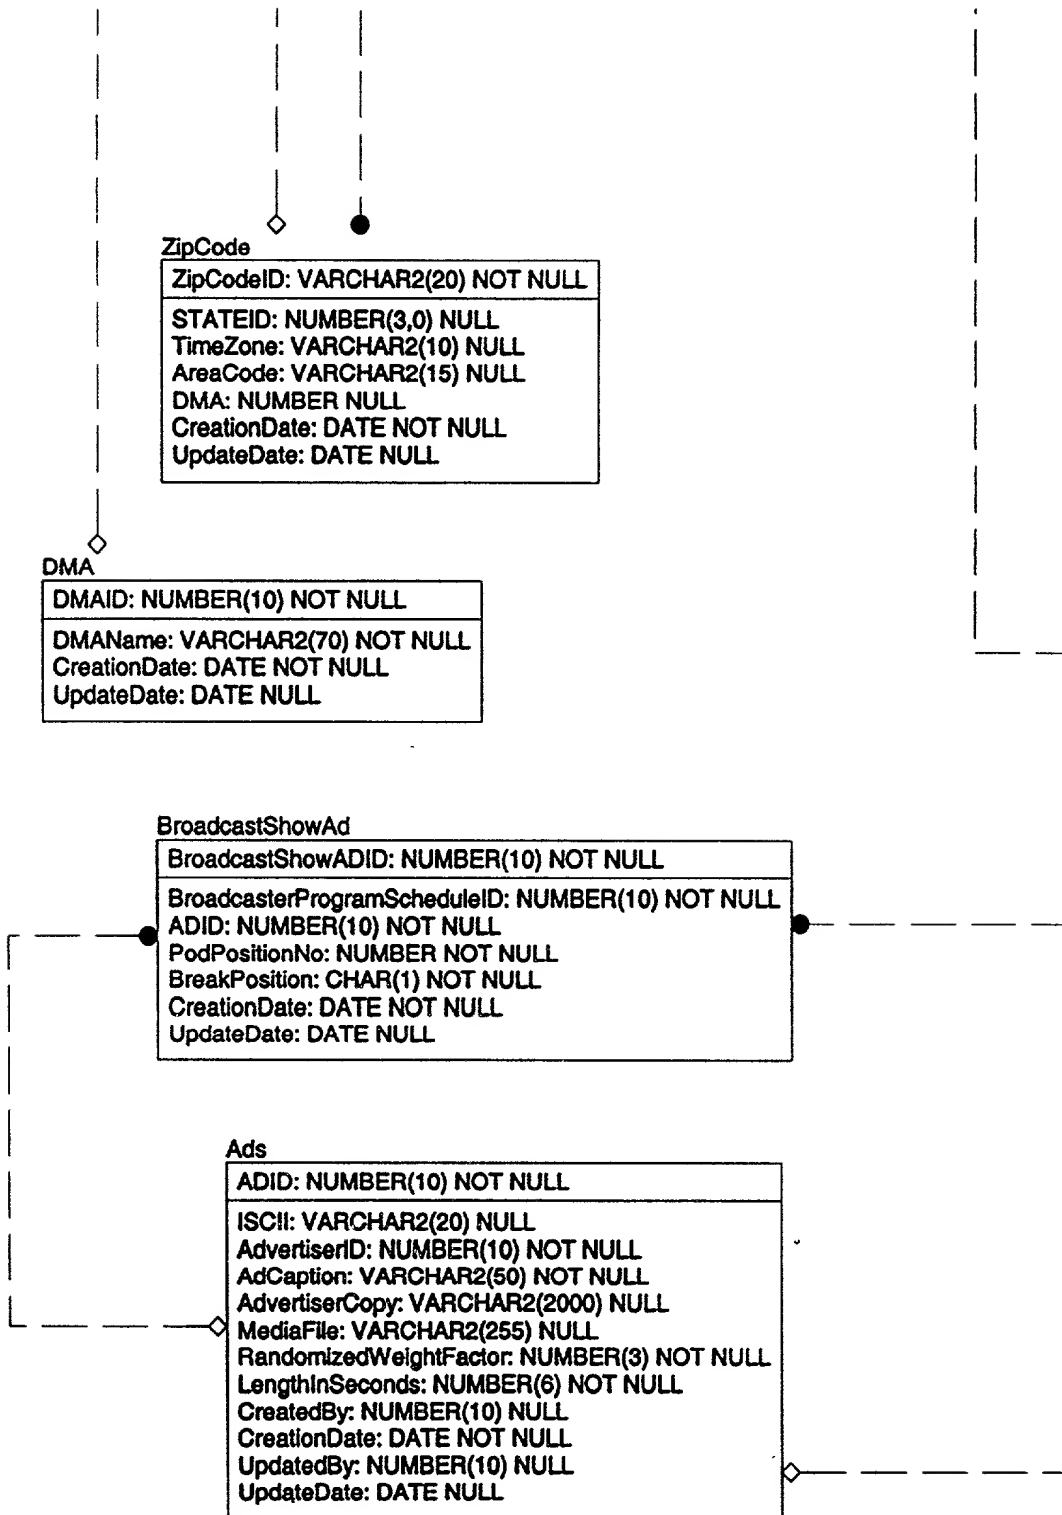 ZipCode
ZipCodeID: VARCHAR2(20) NOT NULL
STATEID: NUMBER(3,0) NULL
TimeZone: VARCHAR2(10) NULL
AreaCode: VARCHAR2(15) NULL
DMA: NUMBER NULL
CreationDate: DATE NOT NULL
UpdateDate: DATE NULL
DMA
DMAID: NUMBER(10) NOT NULL
DMAName: VARCHAR2(70) NOT NULL
CreationDate: DATE NOT NULL
UpdateDate: DATE NULL
BroadcastShowAd
BroadcastShowADID: NUMBER(10) NOT NULL
BroadcasterProgramScheduleID: NUMBER(10) NOT NULL
ADID: NUMBER(10) NOT NULL
PodPositionNo: NUMBER NOT NULL
BreakPosition: CHAR(1) NOT NULL
CreationDate: DATE NOT NULL
UpdateDate: DATE NULL
Ads
ADID: NUMBER(10) NOT NULL
ISCII: VARCHAR2(20) NULL
AdvertiserID: NUMBER(10) NOT NULL
AdCaption: VARCHAR2(50) NOT NULL
AdvertiserCopy: VARCHAR2(2000) NULL
MediaFile: VARCHAR2(255) NULL
RandomizedWeightFactor: NUMBER(3) NOT NULL
LengthInSeconds: NUMBER(6) NOT NULL
CreatedBy: NUMBER(10) NULL
CreationDate: DATE NOT NULL
UpdatedBy: NUMBER(10) NULL
UpdateDate: DATE NULL